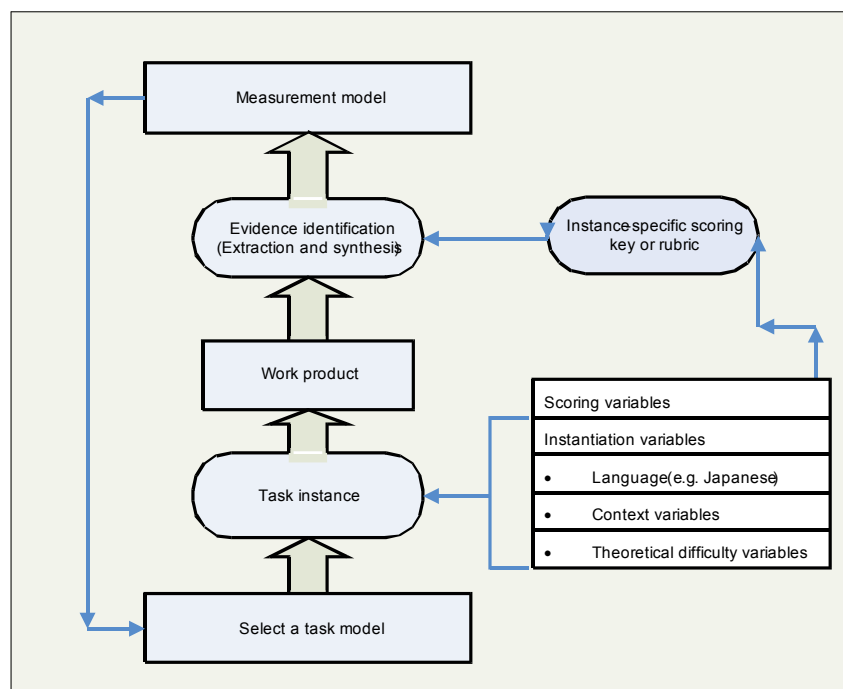 Measurement model
Evidence identification
(Extraction and synthesis)
Instance-specific scoring
key or rubric
Work product
Scoring variables
Instantiation variables
• Language(e.g. Japanese)
• Context variables
• Theoretical difficulty variables
Task instance
Select a task model